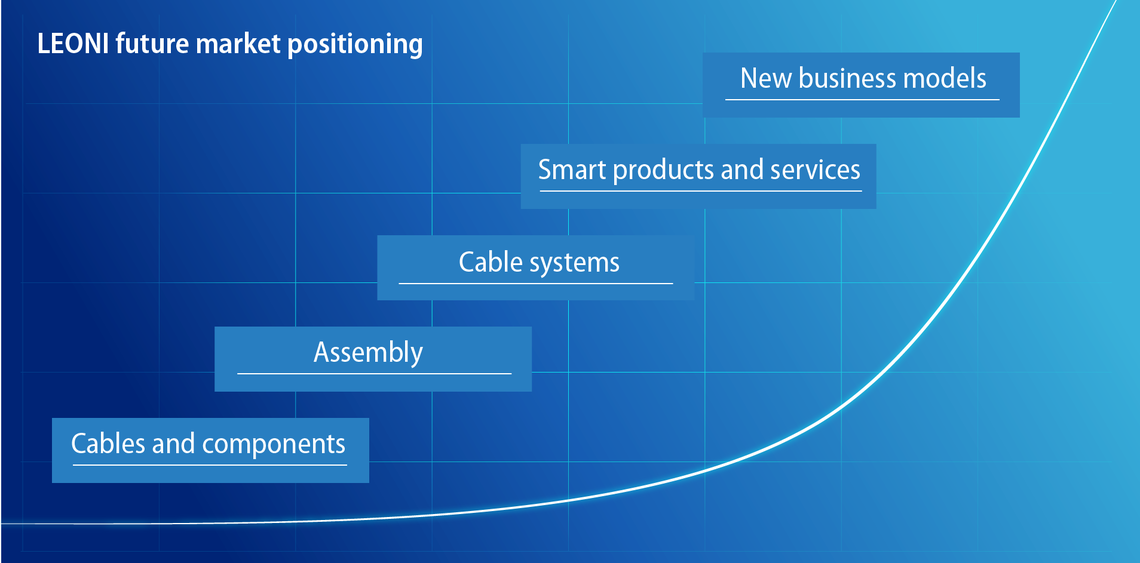 LEONI future market positioning
New business models
Smart products and services
Cable systems
Assembly
Cables and components